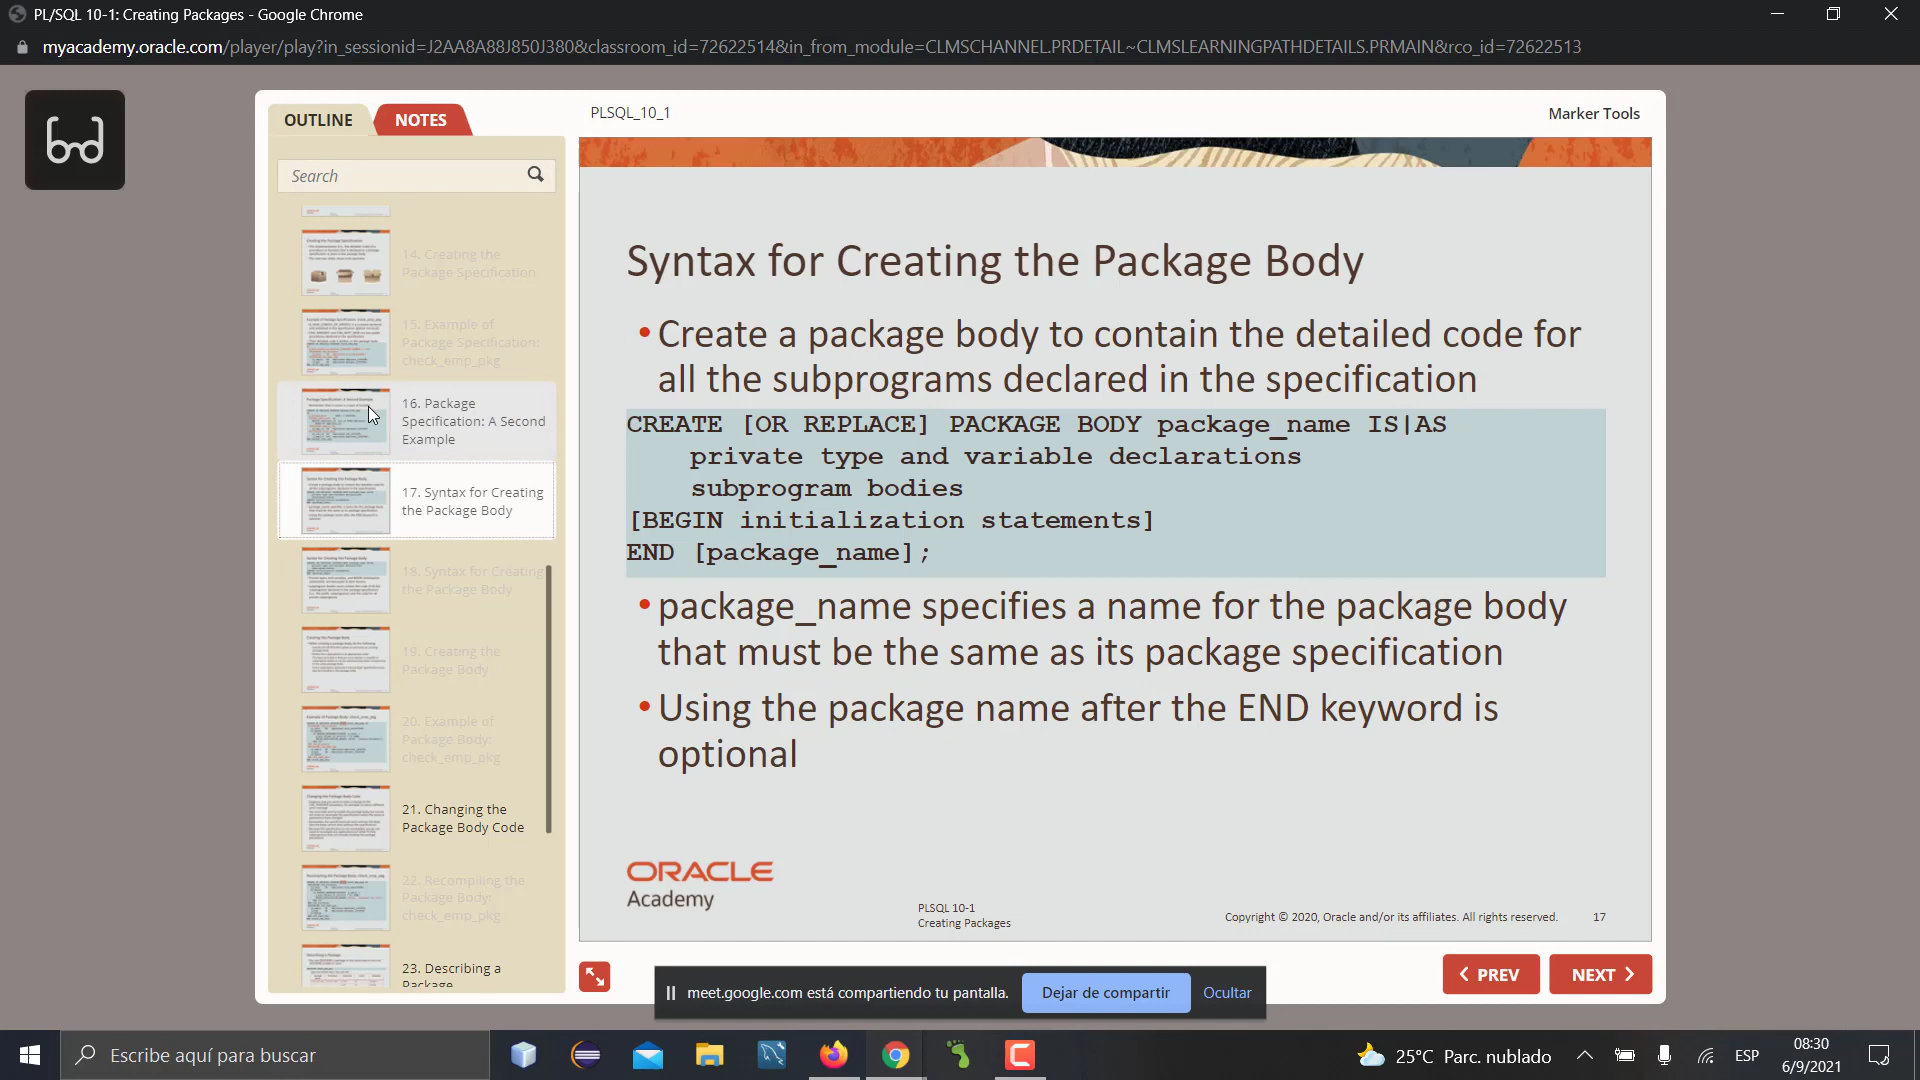 PL/SQL 10-1: Creating Packages - Google Chrome
myacademy.oracle.com/player/play?in_sessionid=J2AA8A88J850J380&classroom_id=72622514&in_from_module=CLMSCHANNEL.PRDETAIL~CLMSLEARNINGPATHDETAILS.PRMAIN&rco_id=72622513
OUTLINE
NOTES
PLSQL_10_1
Marker Tools
Search
14. Creating the
Package Specification
15. Example of
Package Specification:
check_emp_pkg
16. Package
Specification: A Second
Example
17. Syntax for Creating
the Package Body
18. Syntax for Creating
the Package Body
19. Creating the
Package Body
20. Example of
Package Body:
check_emp_pkg
21. Changing the
Package Body Code
22. Recompiling the
Package Body:
check_emp_pkg
23. Describing a
Package
Syntax for Creating the Package Body
• Create a package body to contain the detailed code for
all the subprograms declared in the specification
CREATE [OR REPLACE] PACKAGE BODY package_name IS|AS
private type and variable declarations
subprogram bodies
[BEGIN initialization statements]
END [package_name];
• package_name specifies a name for the package body
that must be the same as its package specification
• Using the package name after the END keyword is
optional
ORACLE
Academy
PLSQL 10-1
Creating Packages
Copyright © 2020, Oracle and/or its affiliates. All rights reserved.
17
PREV
NEXT
meet.google.com está compartiendo tu pantalla.
Dejar de compartir
Ocultar
Escribe aquí para buscar
25°C Parc. nublado
ESP
08:30
6/9/2021